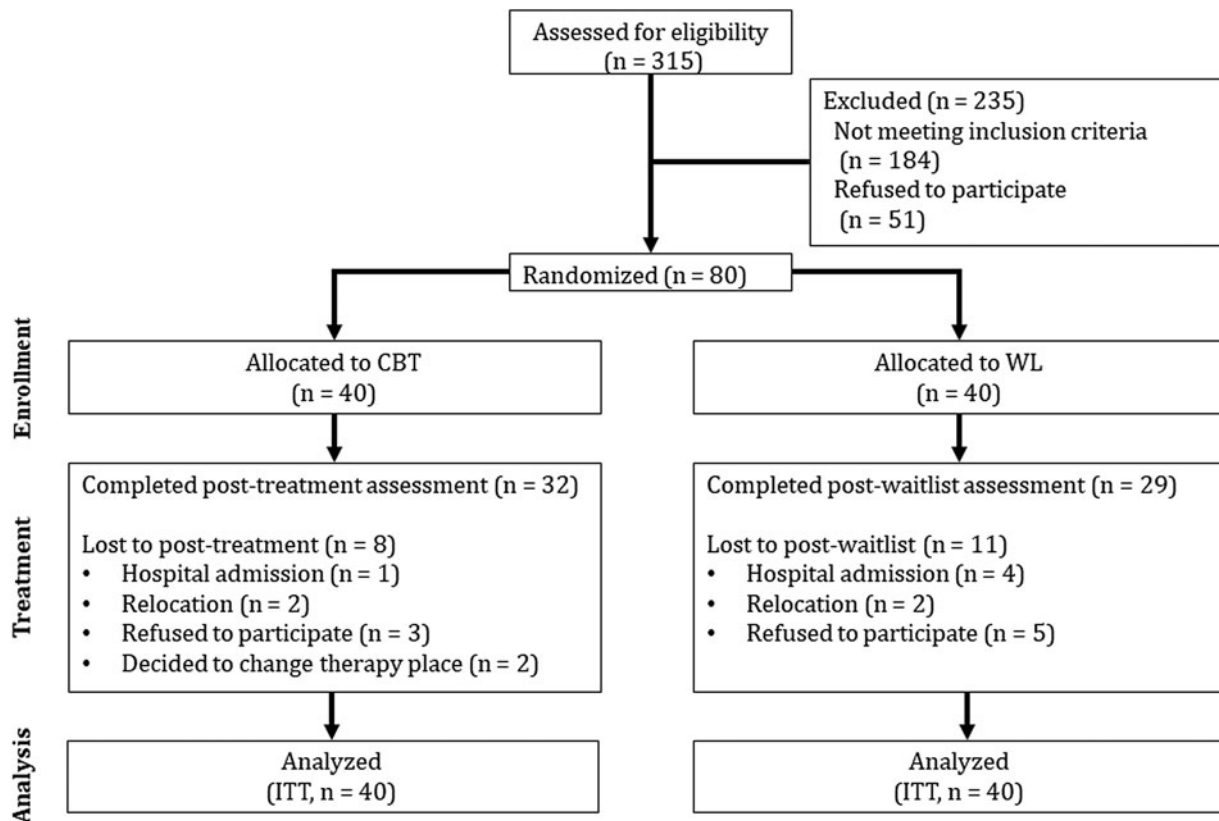 Assessed for eligibility
(n = 315)
Excluded (n = 235)
Not meeting inclusion criteria
(n = 184)
Refused to participate
(n = 51)
Randomized (n = 80)
Enrollment
Allocated to CBT
(n = 40)
Allocated to WL
(n = 40)
Treatment
Completed post-treatment assessment (n = 32)
Lost to post-treatment (n = 8)
• Hospital admission (n = 1)
• Relocation (n = 2)
• Refused to participate (n = 3)
• Decided to change therapy place (n = 2)
Completed post-waitlist assessment (n = 29)
Lost to post-waitlist (n = 11)
• Hospital admission (n = 4)
• Relocation (n = 2)
• Refused to participate (n = 5)
Analysis
Analyzed
(ITT, n = 40)
Analyzed
(ITT, n = 40)